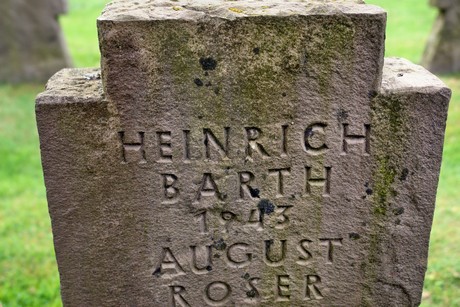 HEINRICH
BARTH
1943
AUGUST
ROSER